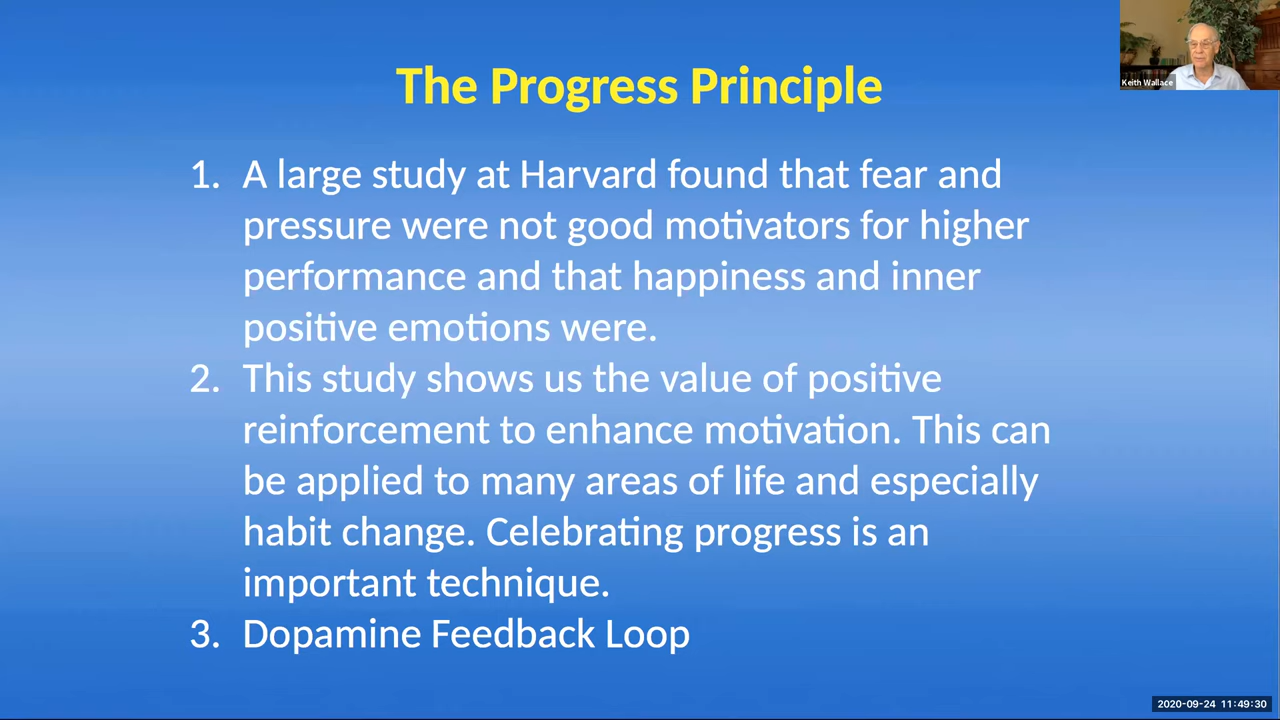 Keith Wallace
The Progress Principle
1. A large study at Harvard found that fear and
pressure were not good motivators for higher
performance and that happiness and inner
positive emotions were.
2. This study shows us the value of positive
reinforcement to enhance motivation. This can
be applied to many areas of life and especially
habit change. Celebrating progress is an
important technique.
3. Dopamine Feedback Loop
2020-09-24 11:49:30